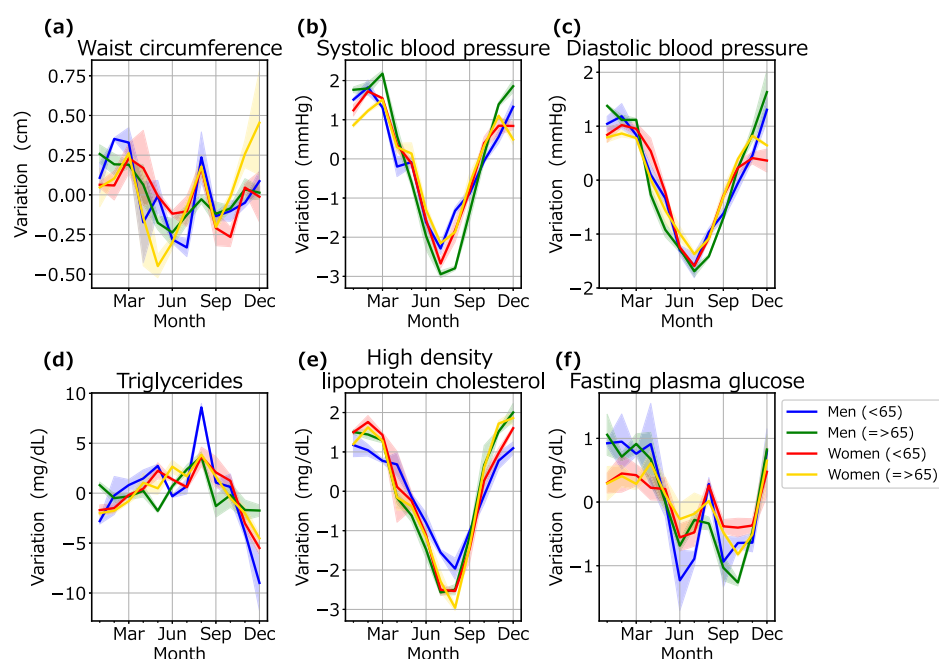 (a)
Waist circumference
Variation (cm)
0.75
0.50
0.25
0.00
−0.25
−0.50
Mar Jun Sep Dec
Month
(b)
Systolic blood pressure
Variation (mmHg)
2
1
0
−1
−2
−3
Mar Jun Sep Dec
Month
(c)
Diastolic blood pressure
Variation (mmHg)
2
1
0
−1
−2
Mar Jun Sep Dec
Month
(d)
Triglycerides
Variation (mg/dL)
10
5
0
−5
−10
Mar Jun Sep Dec
Month
(e)
High density
lipoprotein cholesterol
Variation (mg/dL)
2
1
0
−1
−2
−3
Mar Jun Sep Dec
Month
(f)
Fasting plasma glucose
Variation (mg/dL)
1
0
−1
Mar Jun Sep Dec
Month
Men (<65)
Men (=>65)
Women (<65)
Women (=>65)